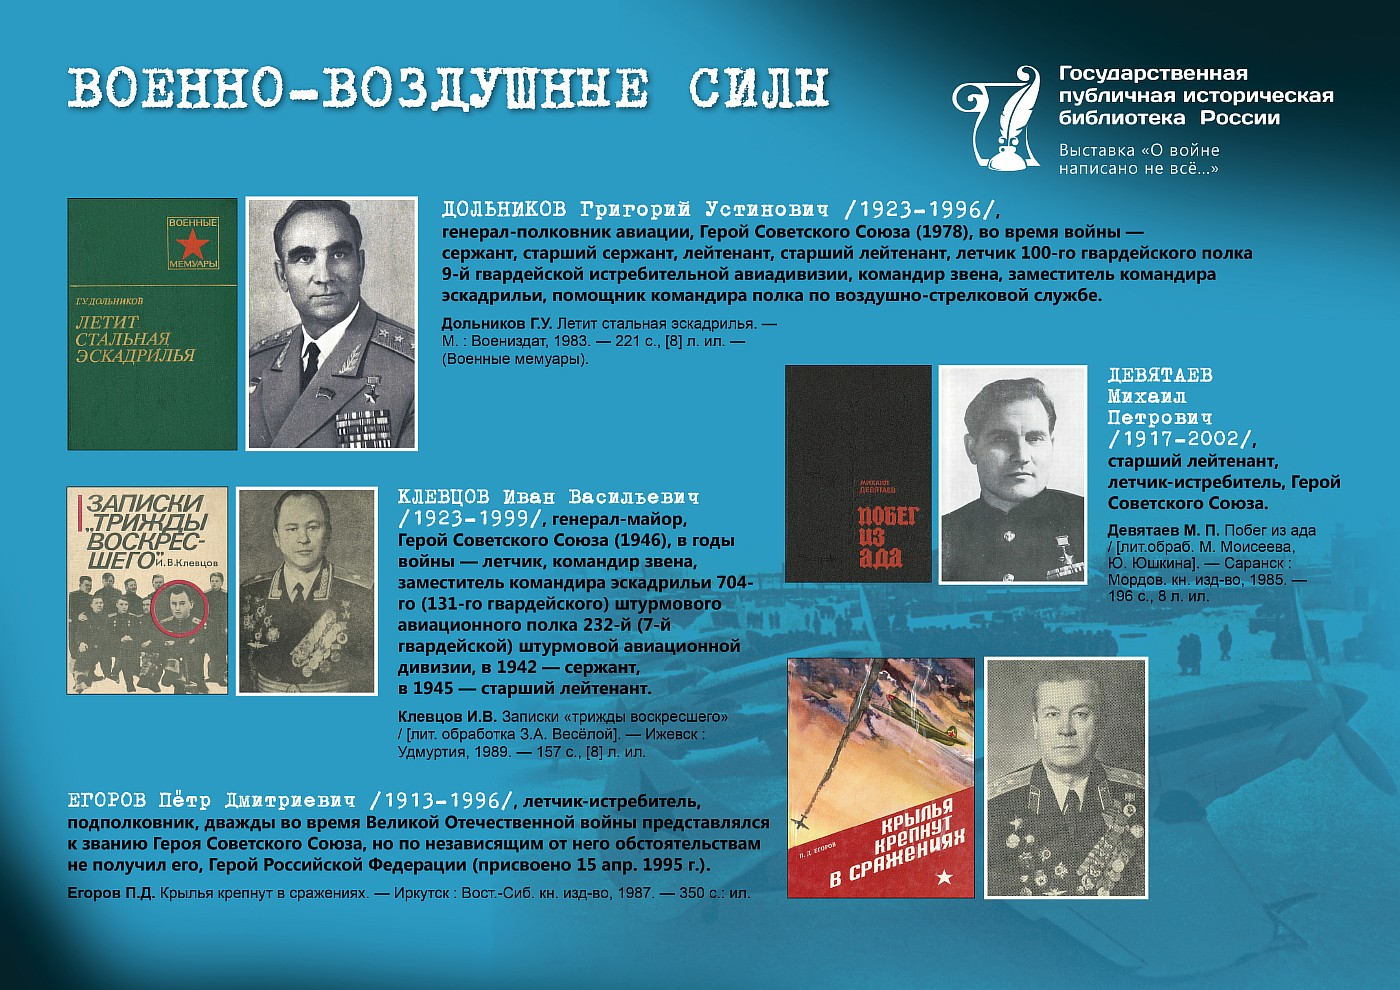 ВОЕННО-ВОЗДУШНЫЕ СИЛЫ
Государственная
публичная историческая
библиотека России
Выставка «О войне
написано не всё...»
ВОЕННЫЕ
МЕМУАРЫ
Г.У.ДОЛЬНИКОВ
ЛЕТИТ
СТАЛЬНАЯ
ЭСКАДРИЛЬЯ
ДОЛЬНИКОВ Григорий Устинович /1923-1996/,
генерал-полковник авиации, Герой Советского Союза (1978), во время войны —
сержант, старший сержант, лейтенант, старший лейтенант, летчик 100-го гвардейского полка
9-й гвардейской истребительной авиадивизии, командир звена, заместитель командира
эскадрильи, помощник командира полка по воздушно-стрелковой службе.
Дольников Г.У. Летит стальная эскадрилья. —
М. : Воениздат, 1983. — 221 с., [8] л. ил. —
(Военные мемуары).
МИХАИЛ
ДЕВЯТАЕВ
ПОБЕГ
ИЗ
АДА
ДЕВЯТАЕВ
Михаил
Петрович
/1917-2002/,
старший лейтенант,
летчик-истребитель, Герой
Советского Союза.
Девятаев М. П. Побег из ада
/ [лит.обраб. М. Моисеева,
Ю. Юшкина]. — Саранск :
Мордов. кн. изд-во, 1985. —
196 с., 8 л. ил.
ЗАПИСКИ
„ТРИЖДЫ
ВОСКРЕС-
ШЕГО"
И.В.Клевцов
КЛЕВЦОВ Иван Васильевич
/1923-1999/, генерал-майор,
Герой Советского Союза (1946), в годы
войны — летчик, командир звена,
заместитель командира эскадрильи 704-
го (131-го гвардейского) штурмового
авиационного полка 232-й (7-й
гвардейской) штурмовой авиационной
дивизии, в 1942 — сержант,
в 1945 — старший лейтенант.
Клевцов И.В. Записки «трижды воскресшего»
/ [лит. обработка З.А. Весёлой]. — Ижевск :
Удмуртия, 1989. — 157 с., [8] л. ил.
ЕГОРОВ Пётр Дмитриевич /1913-1996/, летчик-истребитель,
подполковник, дважды во время Великой Отечественной войны представлялся
к званию Героя Советского Союза, но по независящим от него обстоятельствам
не получил его, Герой Российской Федерации (присвоено 15 апр. 1995 г.).
Егоров П.Д. Крылья крепнут в сражениях. — Иркутск : Вост.-Сиб. кн. изд-во, 1987. — 350 с.: ил.
П. Д. ЕГОРОВ
КРЫЛЬЯ
КРЕПНУТ
В СРАЖЕНИЯХ